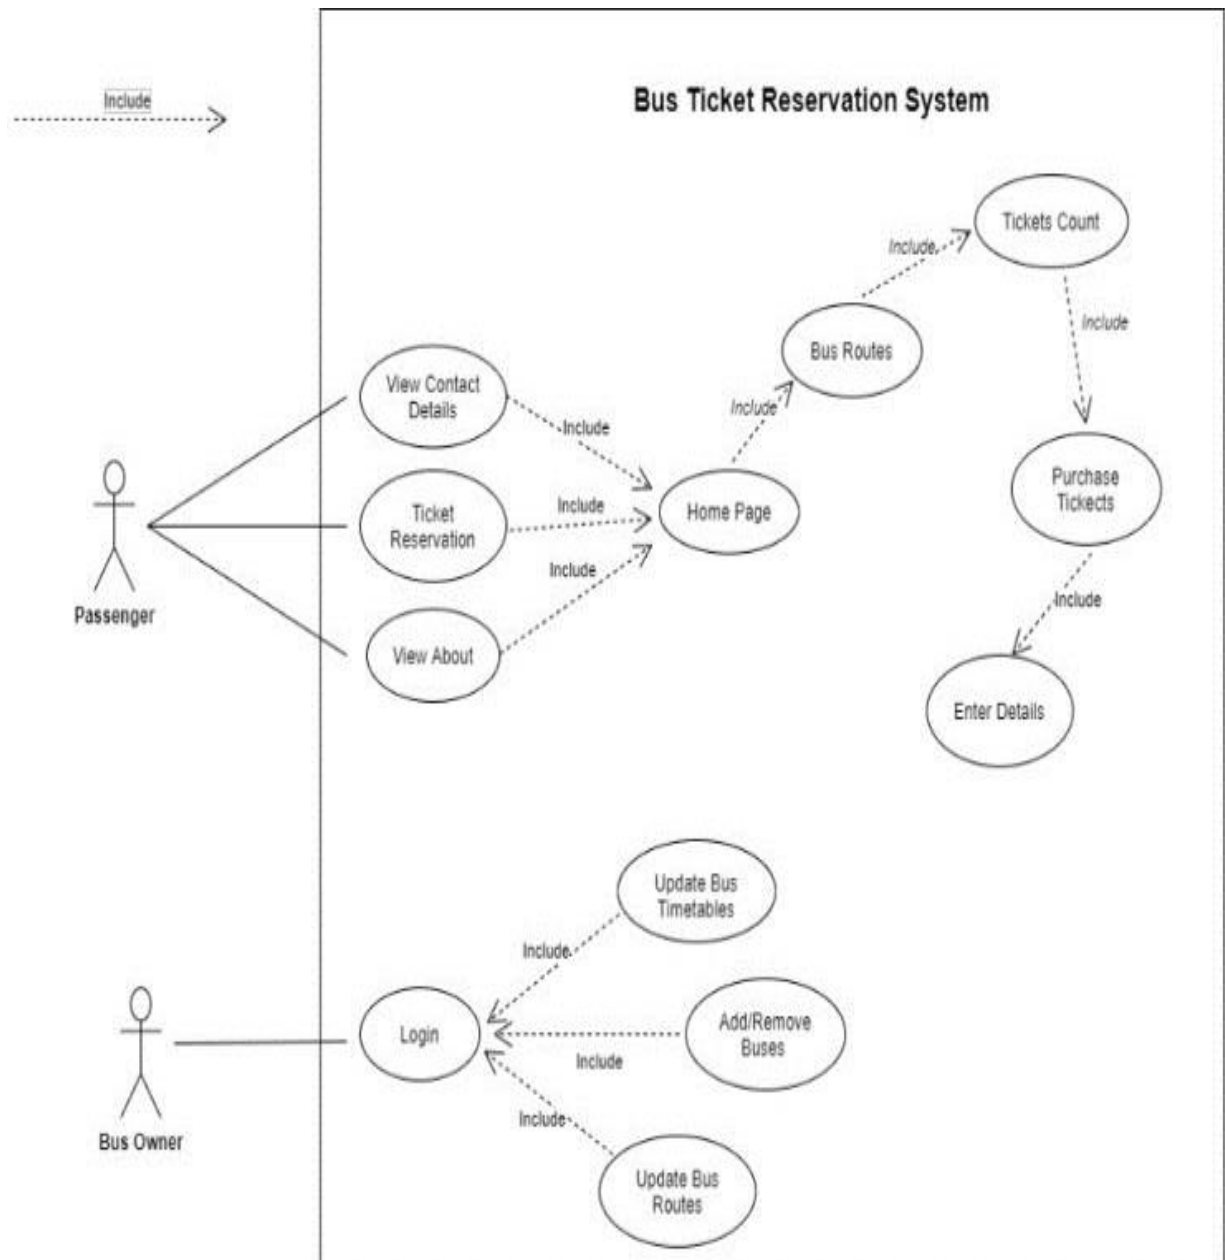 Include
Bus Ticket Reservation System
Tickets Count
Include
Include
Bus Routes
View Contact
Details
Include
Include
Purchase
Tickects
Include
Home Page
Ticket
Reservation
Include
Include
Passenger
View About
Enter Details
Update Bus
Timetables
Include
Add/Remove
Buses
Login
Include
Include
Bus Owner
Update Bus
Routes